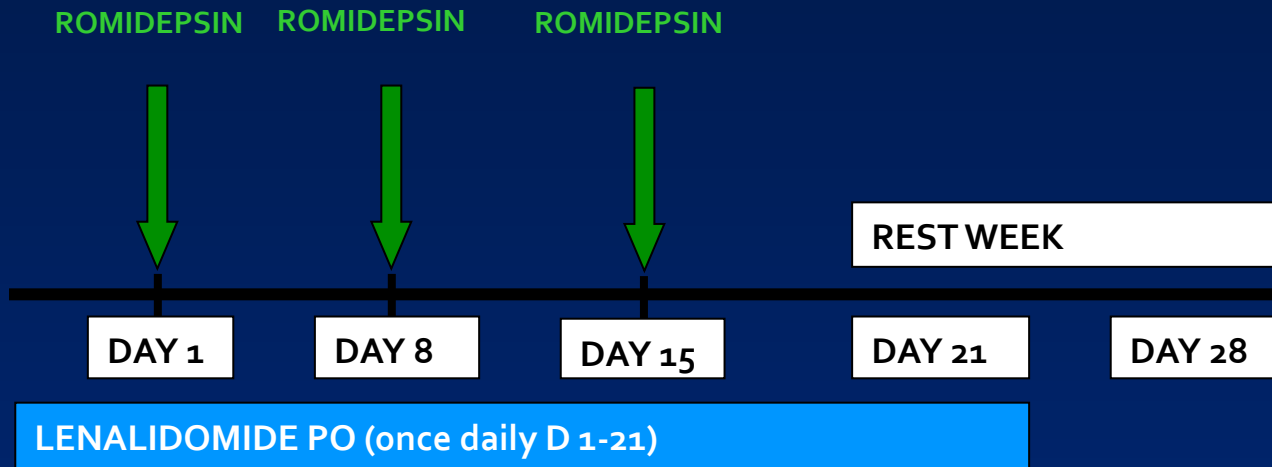 ROMIDEPSIN ROMIDEPSIN ROMIDEPSIN
REST WEEK
DAY 1 DAY 8 DAY 15 DAY 21 DAY 28
LENALIDOMIDE PO (once daily D 1-21)